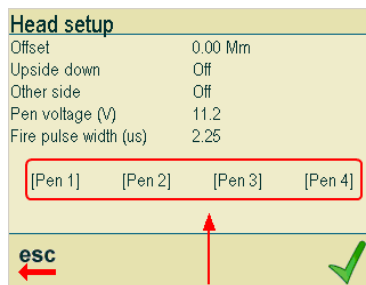 Head setup
Offset 0.00 Mm
Upside down Off
Other side Off
Pen voltage (V) 11.2
Fire pulse width (us) 2.25
[Pen 1] [Pen 2] [Pen 3] [Pen 4]
esc